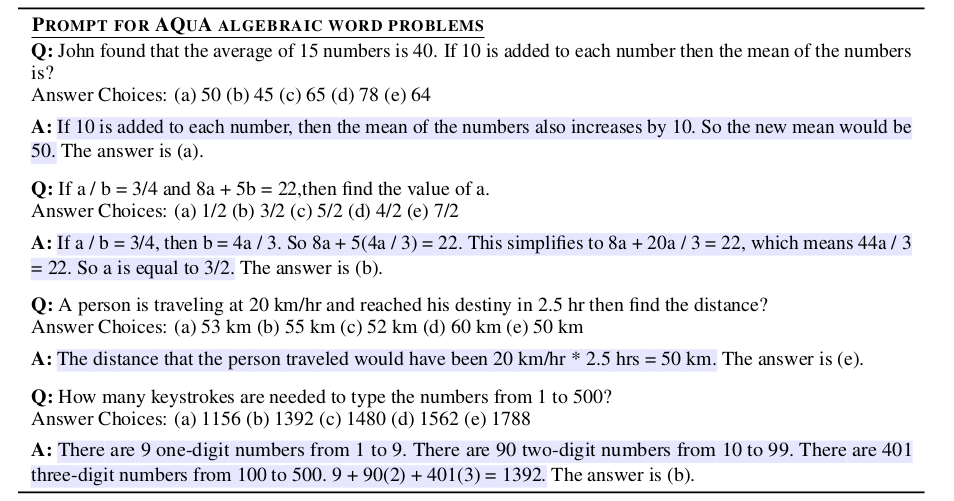 PROMPT FOR AQUA ALGEBRAIC WORD PROBLEMS
Q: John found that the average of 15 numbers is 40. If 10 is added to each number then the mean of the numbers
is?
Answer Choices: (a) 50 (b) 45 (c) 65 (d) 78 (e) 64
A: If 10 is added to each number, then the mean of the numbers also increases by 10. So the new mean would be
50. The answer is (a).
Q: If a / b = 3/4 and 8a + 5b = 22,then find the value of a.
Answer Choices: (a) 1/2 (b) 3/2 (c) 5/2 (d) 4/2 (e) 7/2
A: If a / b = 3/4, then b = 4a / 3. So 8a + 5(4a / 3) = 22. This simplifies to 8a + 20a / 3 = 22, which means 44a / 3
= 22. So a is equal to 3/2. The answer is (b).
Q: A person is traveling at 20 km/hr and reached his destiny in 2.5 hr then find the distance?
Answer Choices: (a) 53 km (b) 55 km (c) 52 km (d) 60 km (e) 50 km
A: The distance that the person traveled would have been 20 km/hr * 2.5 hrs = 50 km. The answer is (e).
Q: How many keystrokes are needed to type the numbers from 1 to 500?
Answer Choices: (a) 1156 (b) 1392 (c) 1480 (d) 1562 (e) 1788
A: There are 9 one-digit numbers from 1 to 9. There are 90 two-digit numbers from 10 to 99. There are 401
three-digit numbers from 100 to 500. 9 + 90(2) + 401(3) = 1392. The answer is (b).